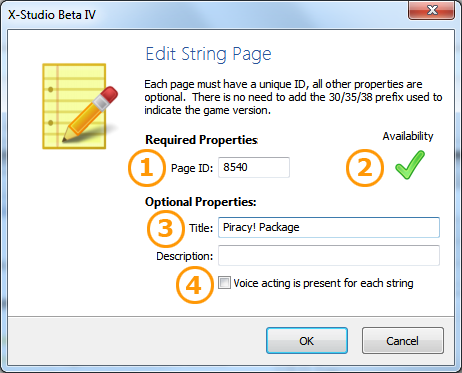 X-Studio Beta IV
Edit String Page
Each page must have a unique ID, all other properties are
optional. There is no need to add the 30/35/38 prefix used to
indicate the game version.
Required Properties
Availability
1 Page ID: 8540 2
Optional Properties:
3 Title: Piracy! Package
Description:
4 Voice acting is present for each string
OK Cancel